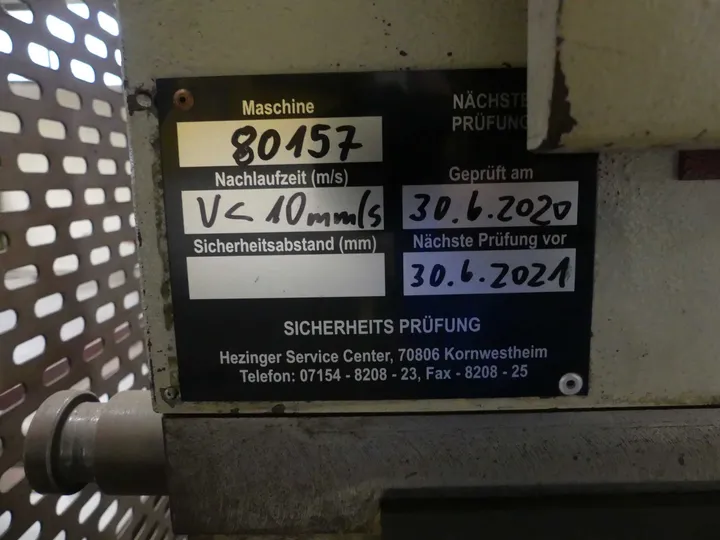 Maschine
80157
NÄCHSTE
PRÜFUNG
Nachlaufzeit (m/s)
V < 10mm/s
Geprüft am
30.6.2020
Sicherheitsabstand (mm)
Nächste Prüfung vor
30.6.2021
SICHERHEITS PRÜFUNG
Hezinger Service Center, 70806 Kornwestheim
Telefon: 07154 - 8208 - 23, Fax - 8208 - 25